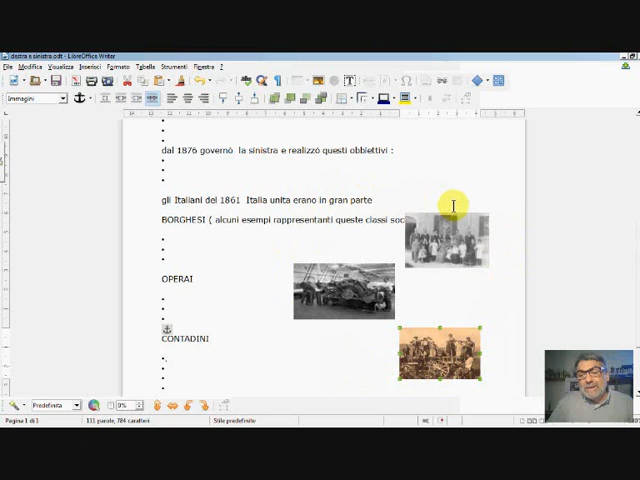 destra e sinistra.odt - LibreOffice Writer
File Modifica Visualizza Inserisci Formato Tabella Strumenti Finestra ?
Immagini
dal 1876 governò la sinistra e realizzò questi obbiettivi :
gli Italiani del 1861 Italia unita erano in gran parte
BORGHESI ( alcuni esempi rappresentanti queste classi soc
OPERAI
CONTADINI
Predefinita 0%
Pagina 1 di 3 111 parole, 784 caratteri Stile predefinito